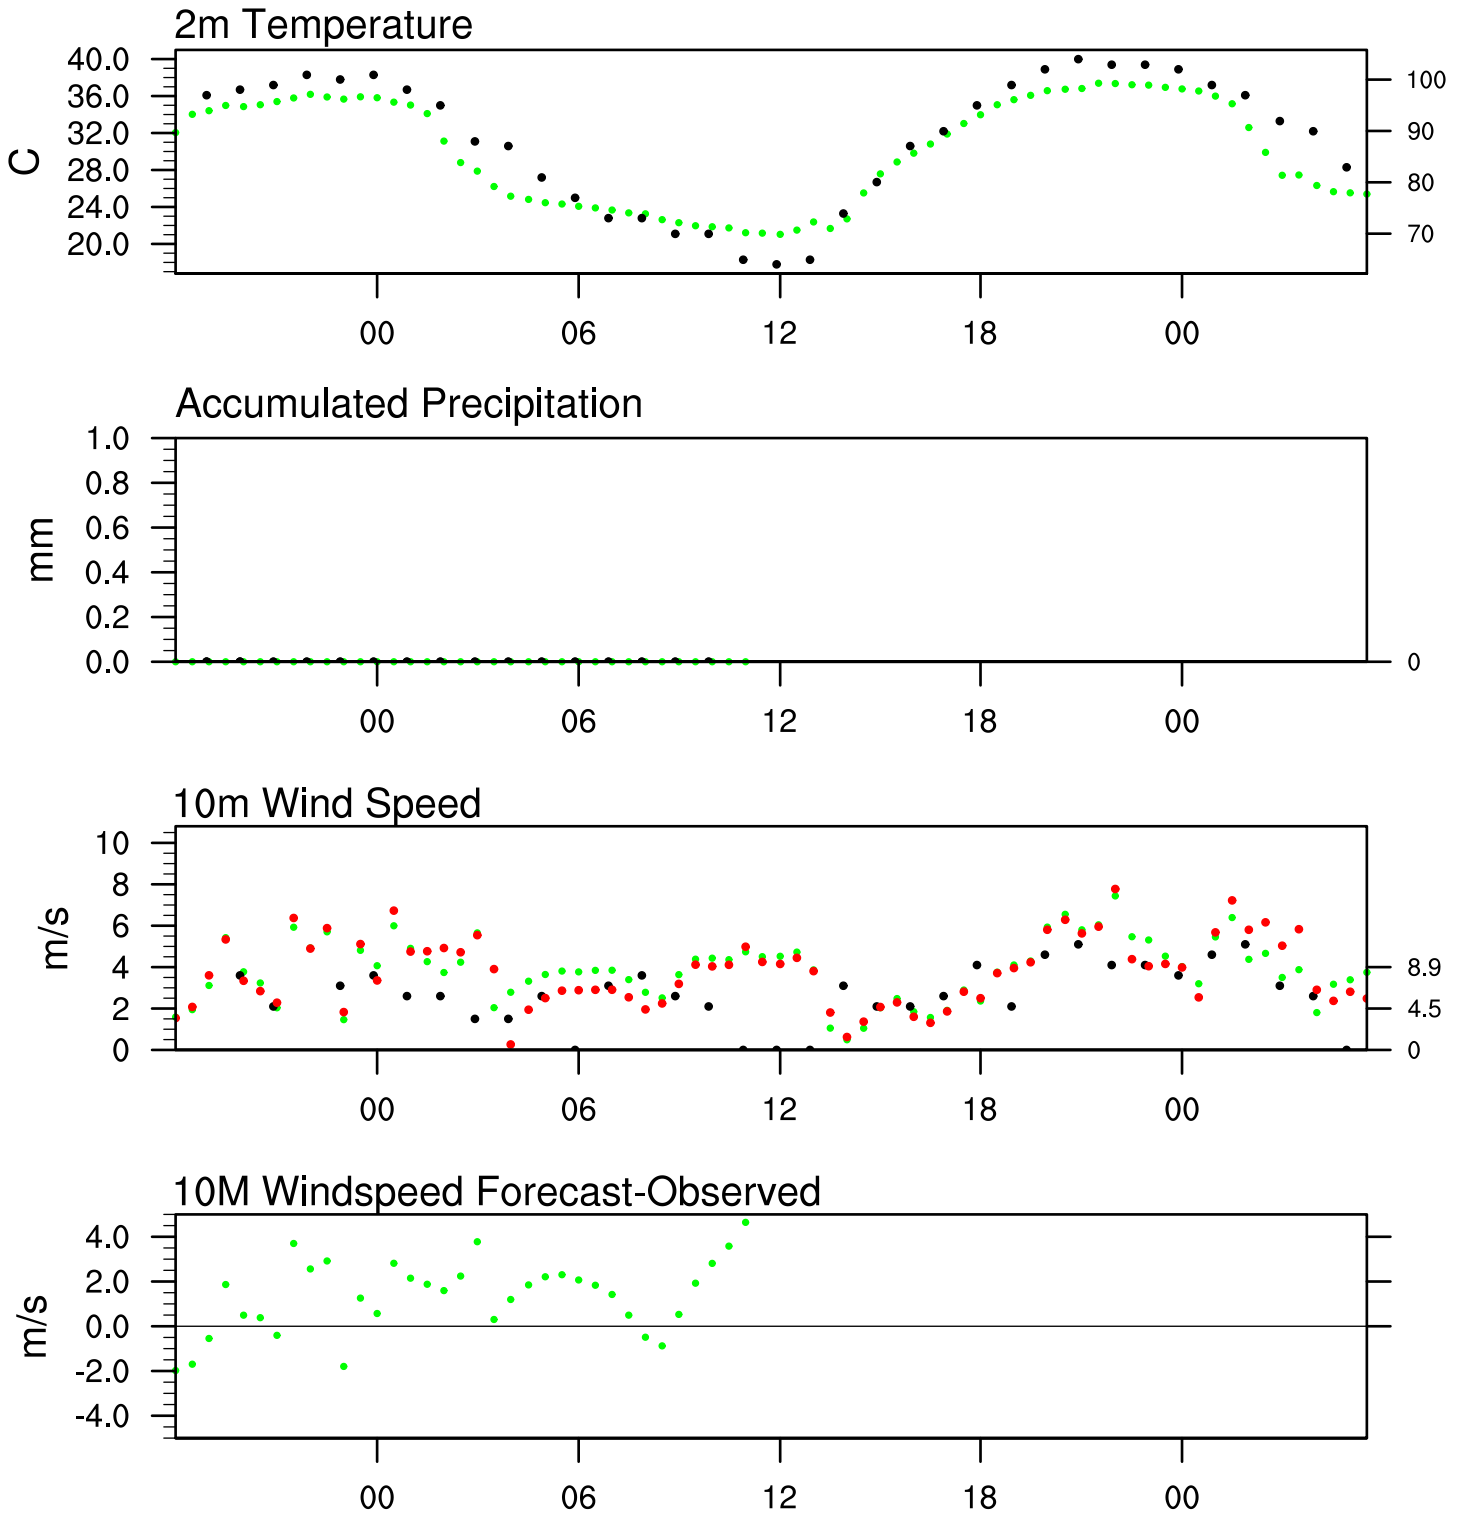 2m Temperature
40.0
36.0
32.0
28.0
24.0
20.0
C
100
90
80
70
00 06 12 18 00
Accumulated Precipitation
1.0
0.8
0.6
0.4
0.2
0.0
mm
0
00 06 12 18 00
10m Wind Speed
10
8
6
4
2
0
m/s
8.9
4.5
0
00 06 12 18 00
10M Windspeed Forecast-Observed
4.0
2.0
0.0
-2.0
-4.0
m/s
00 06 12 18 00